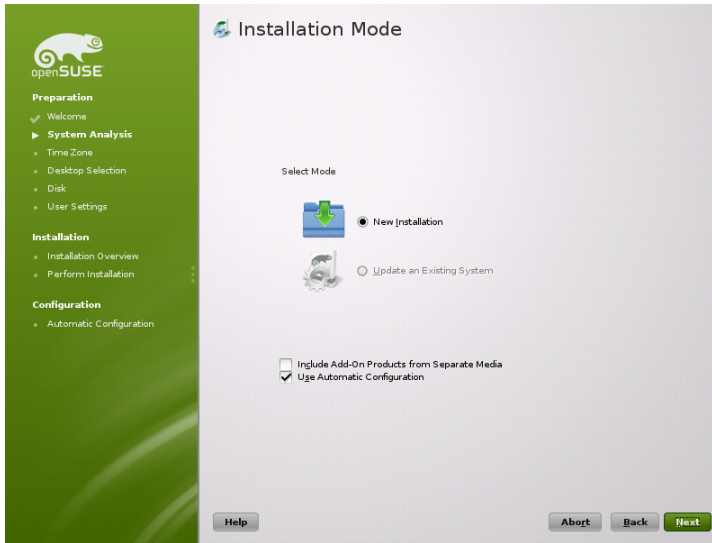 openSUSE
Preparation
Welcome
System Analysis
Time Zone
Desktop Selection
Disk
User Settings
Installation
Installation Overview
Perform Installation
Configuration
Automatic Configuration
Installation Mode
Select Mode
New Installation
Update an Existing System
Include Add-On Products from Separate Media
Use Automatic Configuration
Help
Abort
Back
Next